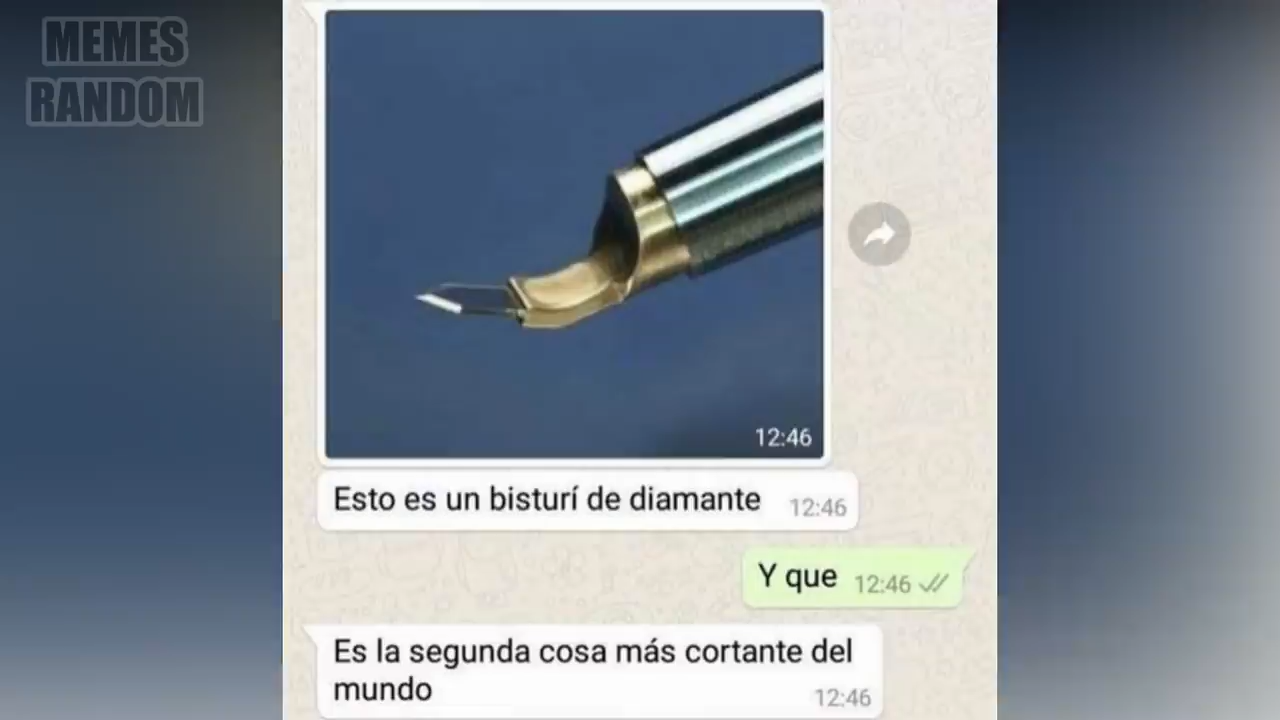 MEMES
RANDOM
12:46
Esto es un bisturí de diamante 12:46
Y que 12:46
Es la segunda cosa más cortante del
mundo 12:46